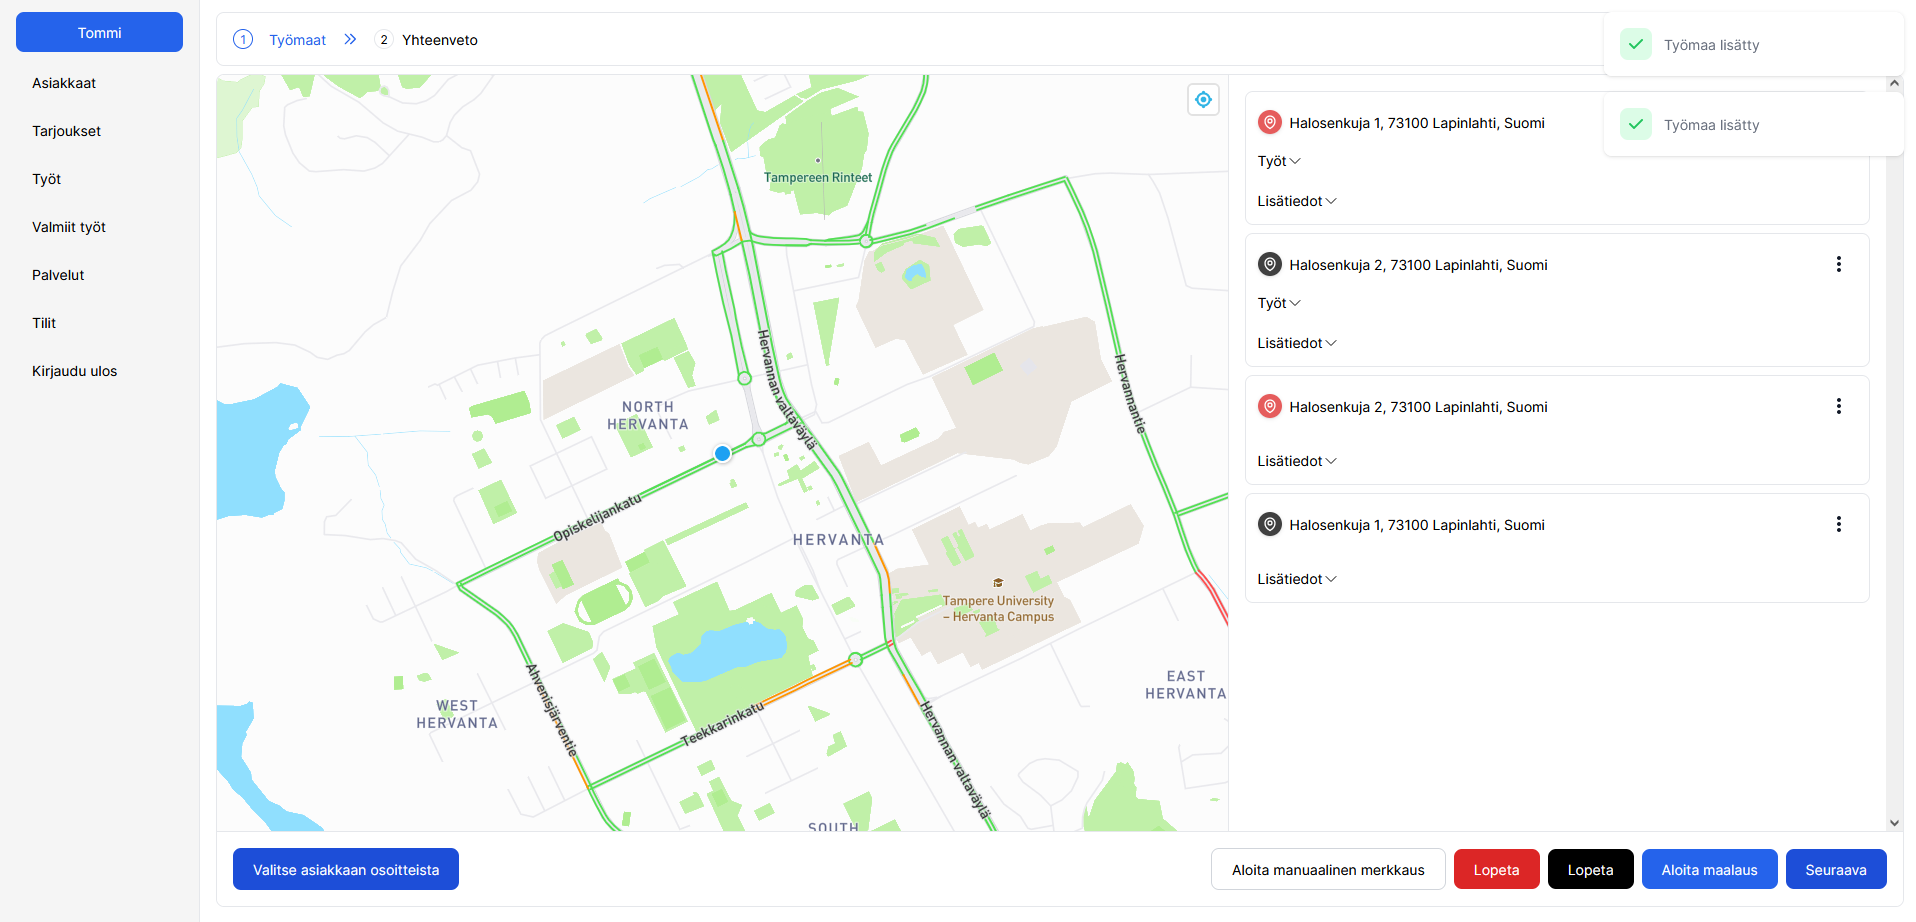 Tommi
Asiakkaat
Tarjoukset
Työt
Valmiit työt
Palvelut
Tilit
Kirjaudu ulos
1 Työmaat
2 Yhteenveto
Työmaa lisätty
Työmaa lisätty
Tampereen Rinteet
NORTH
HERVANTA
Hervannan valtaväylä
Hervannantie
Opiskelijankatu
HERVANTA
Tampere University
– Hervanta Campus
Ahvenisjärventie
WEST
HERVANTA
Teekkarinkatu
Hervannan valtaväylä
EAST
HERVANTA
SOUTH
Halosenkuja 1, 73100 Lapinlahti, Suomi
Työt
Lisätiedot
Halosenkuja 2, 73100 Lapinlahti, Suomi
Työt
Lisätiedot
Halosenkuja 2, 73100 Lapinlahti, Suomi
Lisätiedot
Halosenkuja 1, 73100 Lapinlahti, Suomi
Lisätiedot
Valitse asiakkaan osoitteista
Aloita manuaalinen merkkaus
Lopeta
Lopeta
Aloita maalaus
Seuraava